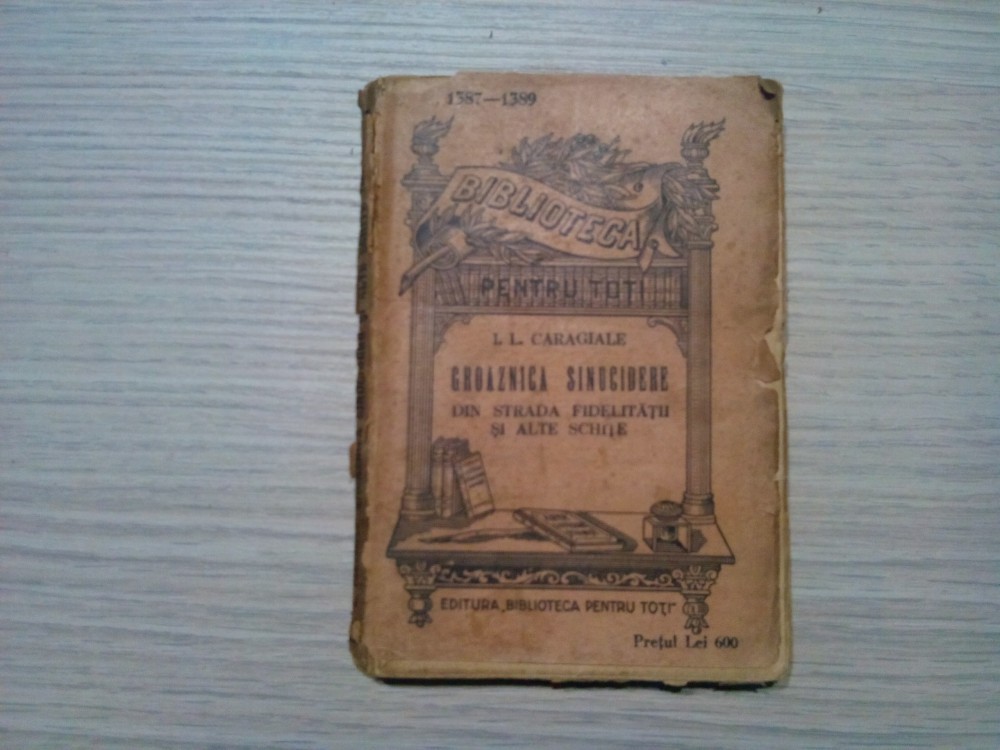 1387—1389
BIBLIOTECA
PENTRU TOȚI
I. L. CARAGIALE
GROAZNICA SINUCIDERE
DIN STRADA FIDELITĂȚII
ȘI ALTE SCHIȚE
EDITURA „BIBLIOTECA PENTRU TOȚI”
Prețul Lei 600